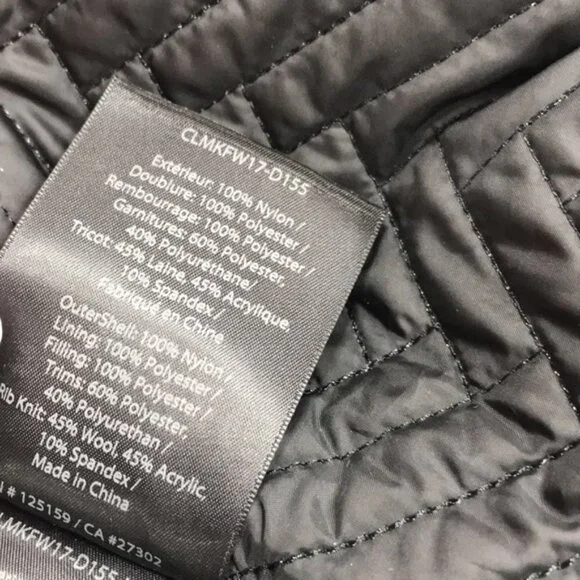 CLMKFW17-D155
Extérieur: 100% Nylon /
Doublure: 100% Polyester /
Rembourrage: 100% Polyester /
Garnitures: 60% Polyester,
40% Polyuréthane/
Tricot: 45% Laine, 45% Acrylique,
10% Spandex /
Fabriqué en Chine
OuterShell: 100% Nylon /
Lining: 100% Polyester /
Filling: 100% Polyester /
Trims: 60% Polyester,
40% Polyurethan /
Rib Knit: 45% Wool, 45% Acrylic,
10% Spandex /
Made in China
# 125159 / CA #27302
CLMKFW17-D155